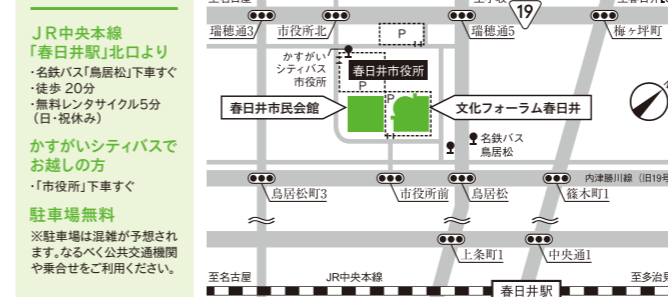 JR中央本線
「春日井駅」北口より
・名鉄バス「鳥居松」下車すぐ
・徒歩 20分
・無料レンタサイクル5分
（日・祝休み）
かすがいシティバスで
お越しの方
・「市役所」下車すぐ
駐車場無料
※駐車場は混雑が予想され
ます。なるべく公共交通機関
や乗合せをご利用ください。
19
瑞穂通3
市役所北
P
瑞穂通5
梅ヶ坪町
かすがい
シティバス
市役所
春日井市役所
P
P
春日井市民会館
文化フォーラム春日井
名鉄バス
鳥居松
内津勝川線（旧19号
鳥居松町3
市役所前
鳥居松
篠木町1
上条町1
中央通1
至名古屋
JR中央本線
至多治見
春日井駅